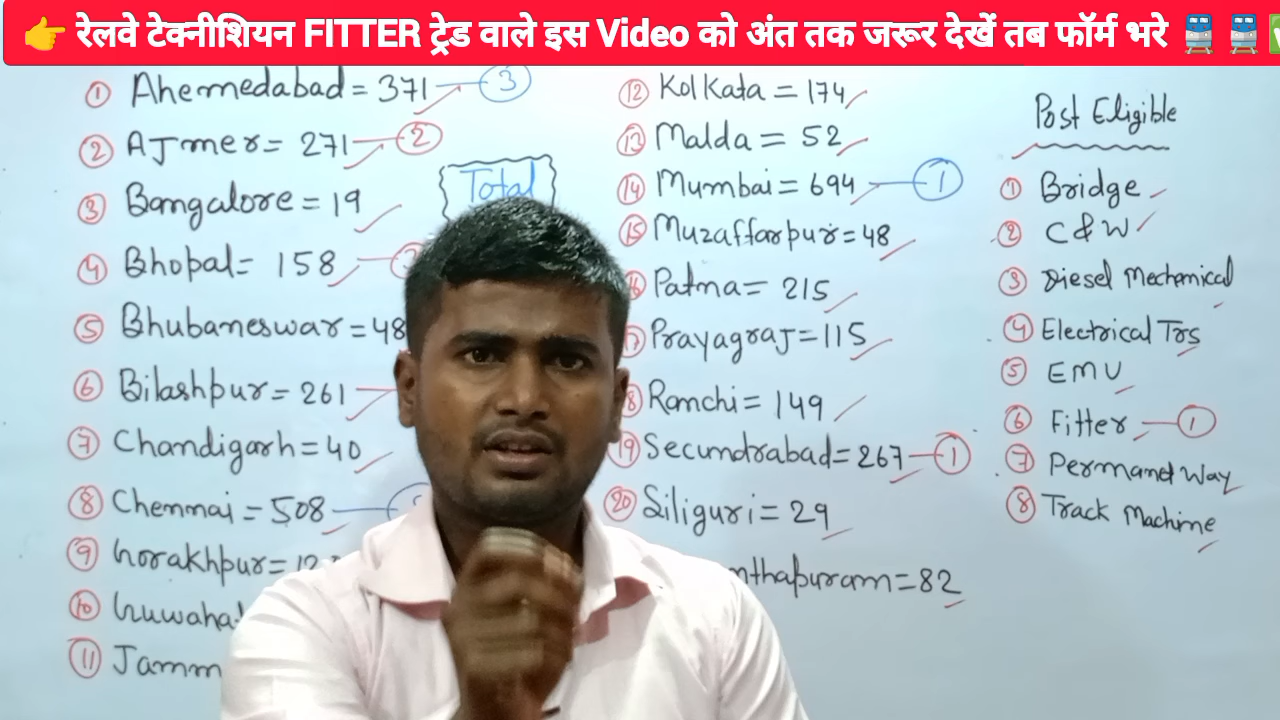 👉 रेलवे टेक्नीशियन FITTER ट्रेड वाले इस Video को अंत तक जरूर देखें तब फॉर्म भरे
① Ahemedabad = 371 — ③
② AJmer = 271 — ②
③ Bangalore = 19
④ Bhopal = 158
⑤ Bhubaneswar = 48
⑥ Bilashpur = 261
⑦ Chandigarh = 40
⑧ Chennai = 508
⑨ Gorakhpur =
⑩
⑪
Total
⑫ Kolkata = 174
⑬ Malda = 52
⑭ Mumbai = 694 — ①
⑮ Muzaffarpur = 48
Patna = 215
Prayagraj = 115
Ranchi = 149
⑲ Secundrabad = 267 — ①
⑳ Siliguri = 29
nthapuram = 82
Post Eligible
① Bridge
② C&W
③ Diesel Mechanical
④ Electrical Trs
⑤ EMU
⑥ Fitter — ①
⑦ Permanet Way
⑧ Track Machine